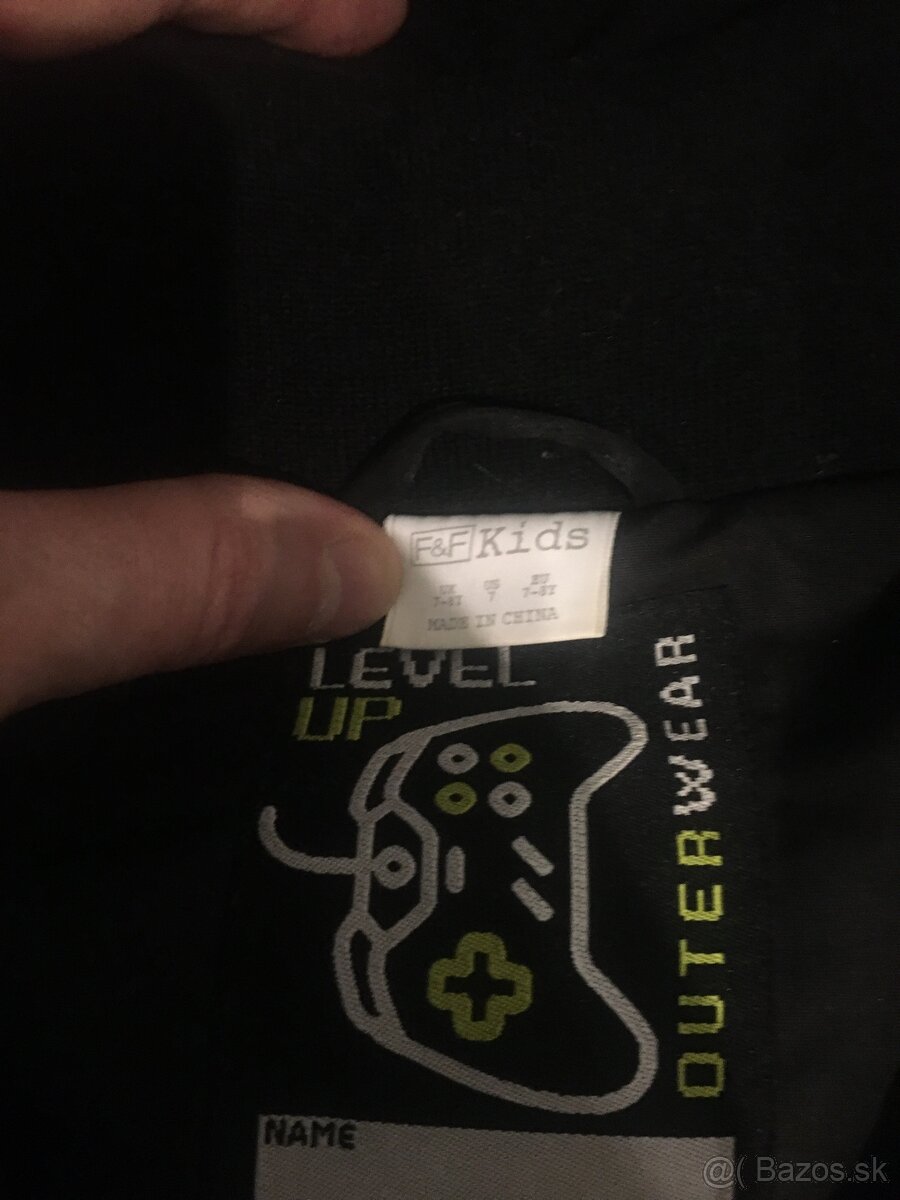 F&F Kids
UK US EU
7-8Y 7 7-8Y
MADE IN CHINA
LEVEL
UP
OUTERWEAR
NAME
@( Bazos.sk